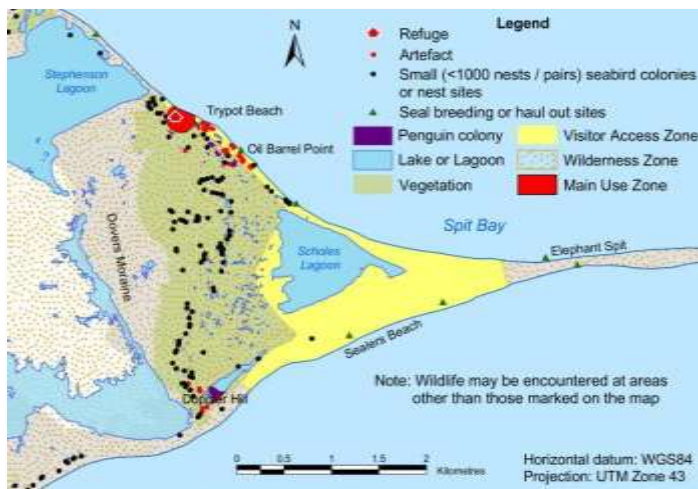 N
Legend
Refuge
Artefact
Small (<1000 nests / pairs) seabird colonies
or nest sites
Seal breeding or haul out sites
Penguin colony
Visitor Access Zone
Lake or Lagoon
Wilderness Zone
Vegetation
Main Use Zone
Stephenson
Lagoon
Trypot Beach
Oil Barrel Point
Dovers Moraine
Scholes
Lagoon
Spit Bay
Elephant Spit
Sealers Beach
Doppler Hill
Note: Wildlife may be encountered at areas
other than those marked on the map
0 0.5 1 2
Kilometres
Horizontal datum: WGS84
Projection: UTM Zone 43